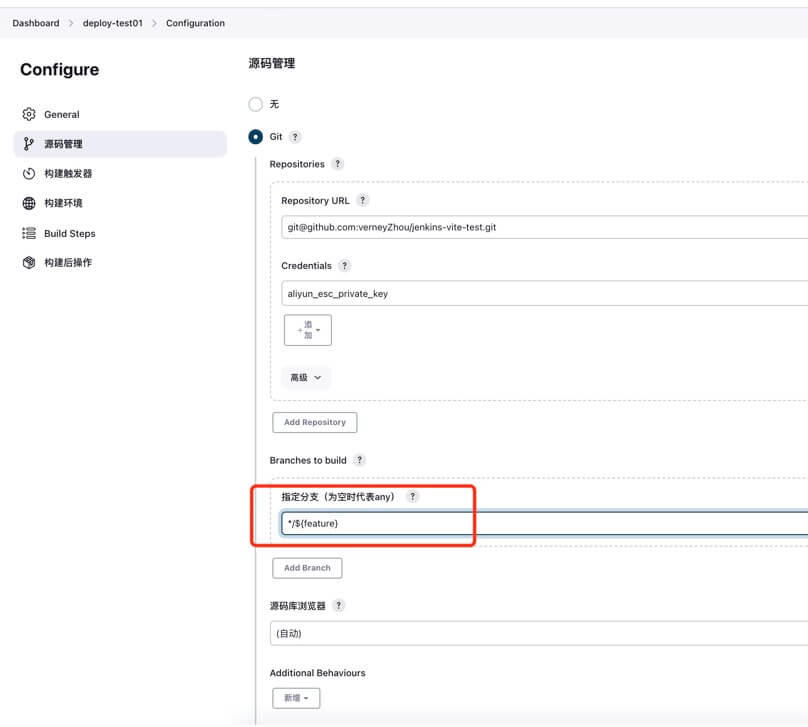 Dashboard > deploy-test01 > Configuration
Configure
General
源码管理
构建触发器
构建环境
Build Steps
构建后操作
源码管理
无
Git ?
Repositories ?
Repository URL ?
git@github.com:verneyZhou/jenkins-vite-test.git
Credentials ?
aliyun_esc_private_key
+添
加
高级
Add Repository
Branches to build ?
指定分支（为空时代表any） ?
*/${feature}
Add Branch
源码库浏览器 ?
(自动)
Additional Behaviours
新增